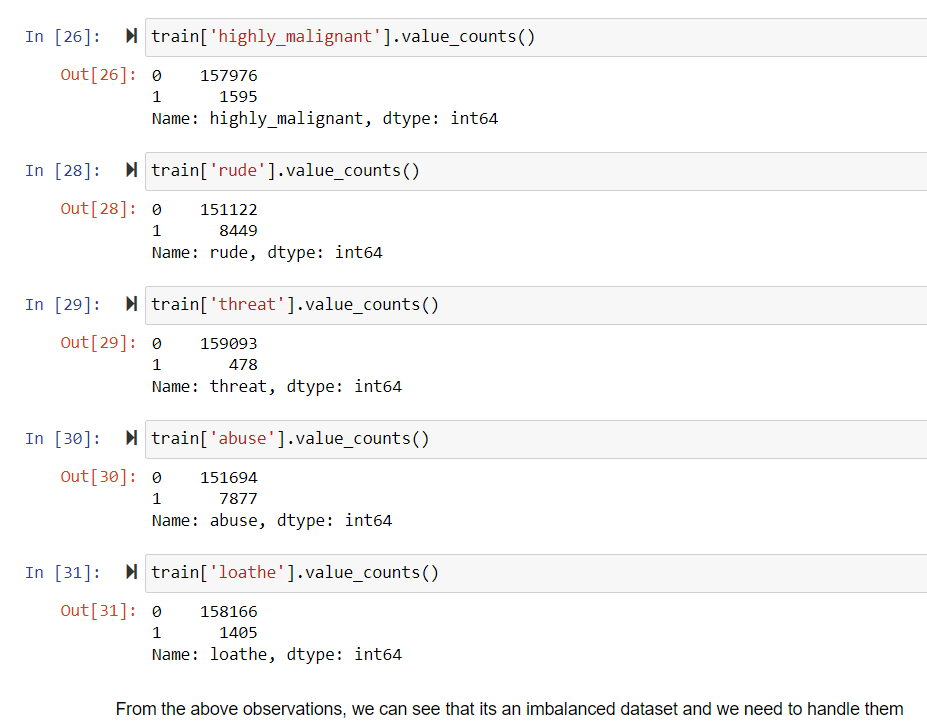 In [26]: train['highly_malignant'].value_counts()
Out[26]: 0    157976
1      1595
Name: highly_malignant, dtype: int64
In [28]: train['rude'].value_counts()
Out[28]: 0    151122
1      8449
Name: rude, dtype: int64
In [29]: train['threat'].value_counts()
Out[29]: 0    159093
1       478
Name: threat, dtype: int64
In [30]: train['abuse'].value_counts()
Out[30]: 0    151694
1      7877
Name: abuse, dtype: int64
In [31]: train['loathe'].value_counts()
Out[31]: 0    158166
1      1405
Name: loathe, dtype: int64
From the above observations, we can see that its an imbalanced dataset and we need to handle them